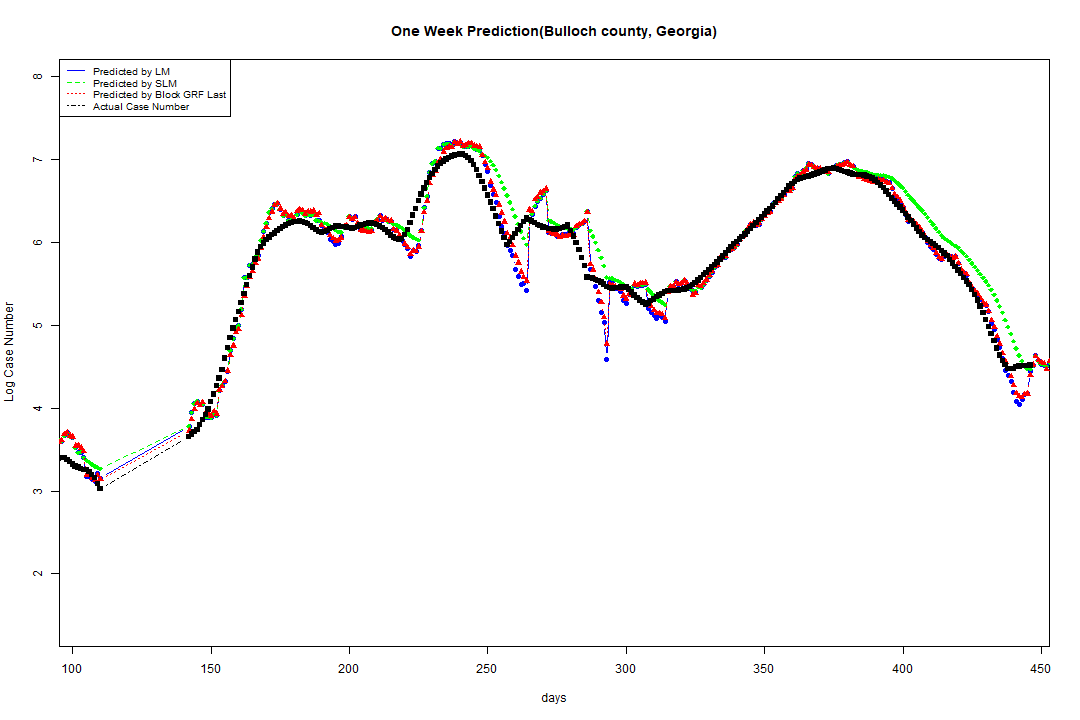 One Week Prediction(Bulloch county, Georgia)
Predicted by LM
Predicted by SLM
Predicted by Block GRF Last
Actual Case Number
8
7
6
5
4
3
2
Log Case Number
100 150 200 250 300 350 400 450
days